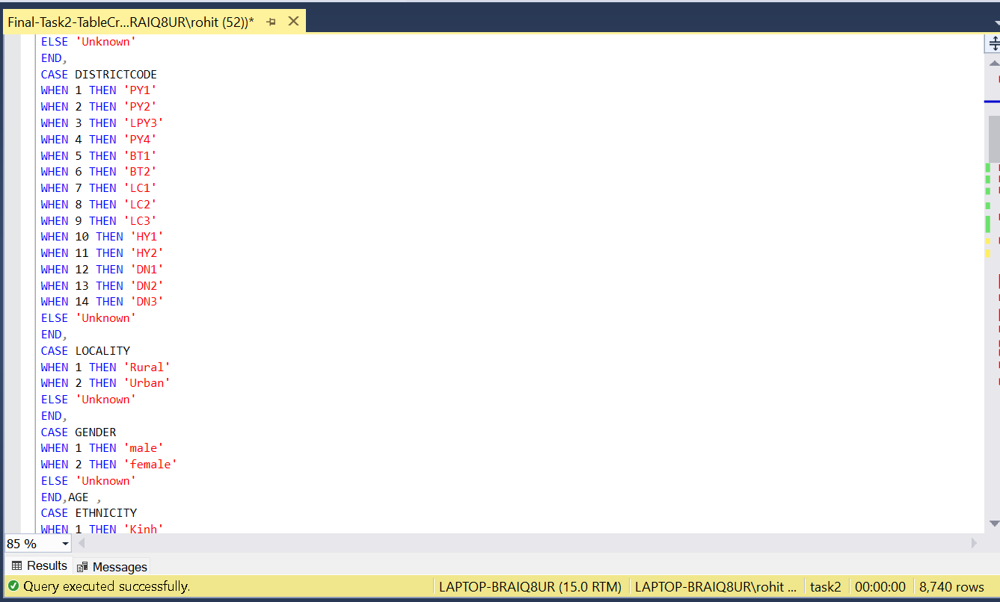 Final-Task2-TableCr...RAIQ8UR\rohit (52))*
ELSE 'Unknown'
END,
CASE DISTRICTCODE
WHEN 1 THEN 'PY1'
WHEN 2 THEN 'PY2'
WHEN 3 THEN 'LPY3'
WHEN 4 THEN 'PY4'
WHEN 5 THEN 'BT1'
WHEN 6 THEN 'BT2'
WHEN 7 THEN 'LC1'
WHEN 8 THEN 'LC2'
WHEN 9 THEN 'LC3'
WHEN 10 THEN 'HY1'
WHEN 11 THEN 'HY2'
WHEN 12 THEN 'DN1'
WHEN 13 THEN 'DN2'
WHEN 14 THEN 'DN3'
ELSE 'Unknown'
END,
CASE LOCALITY
WHEN 1 THEN 'Rural'
WHEN 2 THEN 'Urban'
ELSE 'Unknown'
END,
CASE GENDER
WHEN 1 THEN 'male'
WHEN 2 THEN 'female'
ELSE 'Unknown'
END,AGE ,
CASE ETHNICITY
WHEN 1 THEN 'Kinh'
85 %
Results Messages
Query executed successfully. LAPTOP-BRAIQ8UR (15.0 RTM) LAPTOP-BRAIQ8UR\rohit ... task2 00:00:00 8,740 rows